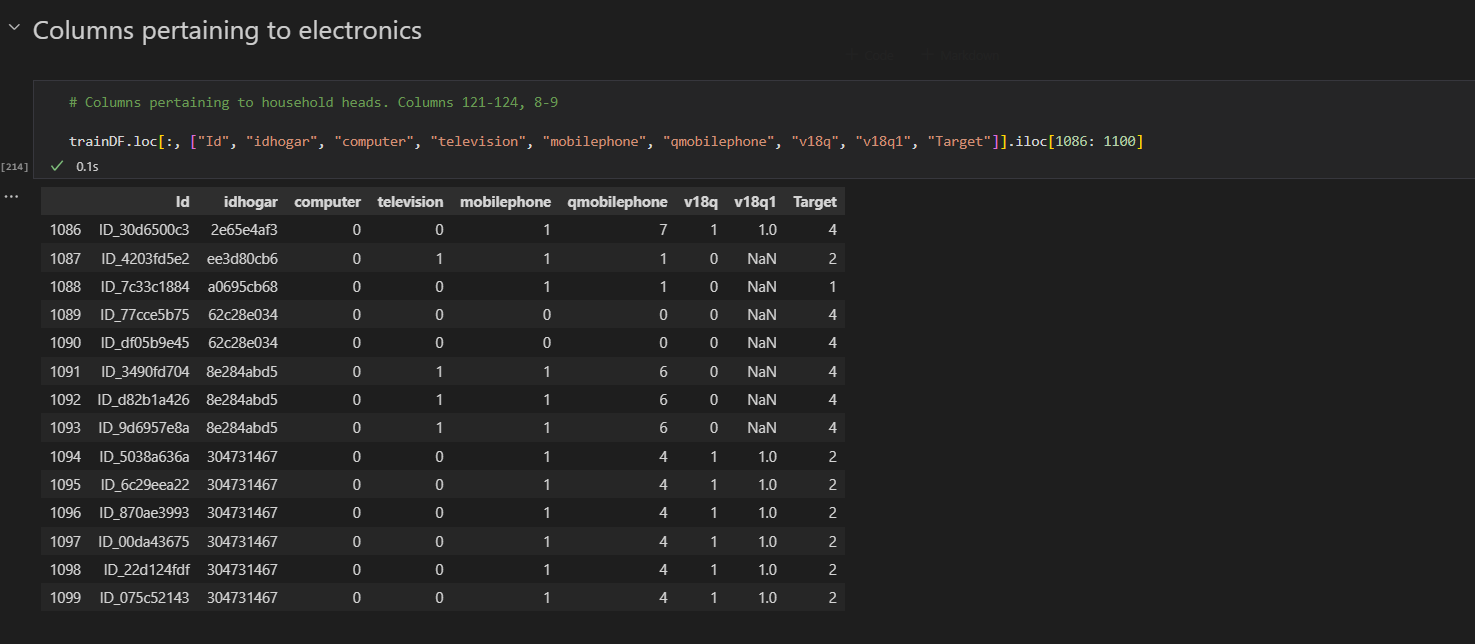 Columns pertaining to electronics
# Columns pertaining to household heads. Columns 121-124, 8-9
trainDF.loc[:, ["Id", "idhogar", "computer", "television", "mobilephone", "qmobilephone", "v18q", "v18q1", "Target"]].iloc[1086: 1100]
[214] ✓ 0.1s
...
Id idhogar computer television mobilephone qmobilephone v18q v18q1 Target
1086 ID_30d6500c3 2e65e4af3 0 0 1 7 1 1.0 4
1087 ID_4203fd5e2 ee3d80cb6 0 1 1 1 0 NaN 2
1088 ID_7c33c1884 a0695cb68 0 0 1 1 0 NaN 1
1089 ID_77cce5b75 62c28e034 0 0 0 0 0 NaN 4
1090 ID_df05b9e45 62c28e034 0 0 0 0 0 NaN 4
1091 ID_3490fd704 8e284abd5 0 1 1 6 0 NaN 4
1092 ID_d82b1a426 8e284abd5 0 1 1 6 0 NaN 4
1093 ID_9d6957e8a 8e284abd5 0 1 1 6 0 NaN 4
1094 ID_5038a636a 304731467 0 0 1 4 1 1.0 2
1095 ID_6c29eea22 304731467 0 0 1 4 1 1.0 2
1096 ID_870ae3993 304731467 0 0 1 4 1 1.0 2
1097 ID_00da43675 304731467 0 0 1 4 1 1.0 2
1098 ID_22d124fdf 304731467 0 0 1 4 1 1.0 2
1099 ID_075c52143 304731467 0 0 1 4 1 1.0 2